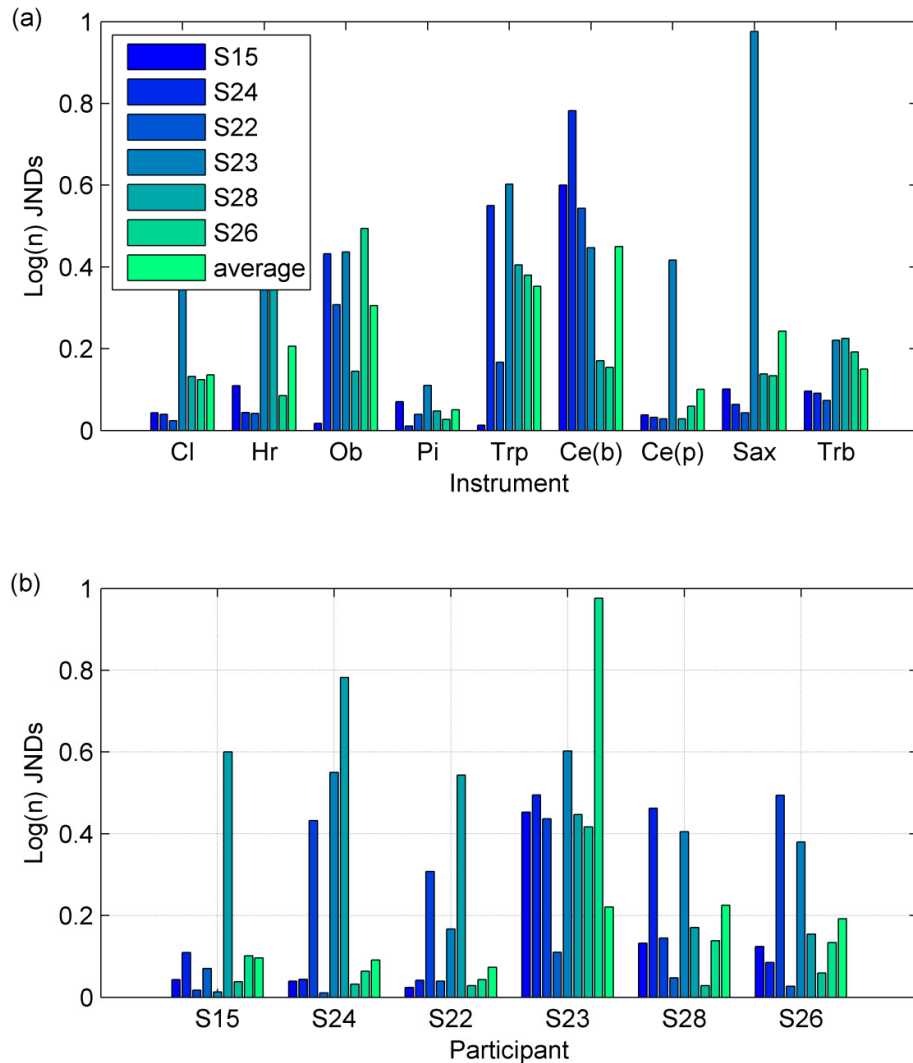 (a)
Log(n) JNDs
1
0.8
0.6
0.4
0.2
0
S15
S24
S22
S23
S28
S26
average
Cl Hr Ob Pi Trp Ce(b) Ce(p) Sax Trb
Instrument
(b)
Log(n) JNDs
1
0.8
0.6
0.4
0.2
0
S15 S24 S22 S23 S28 S26
Participant